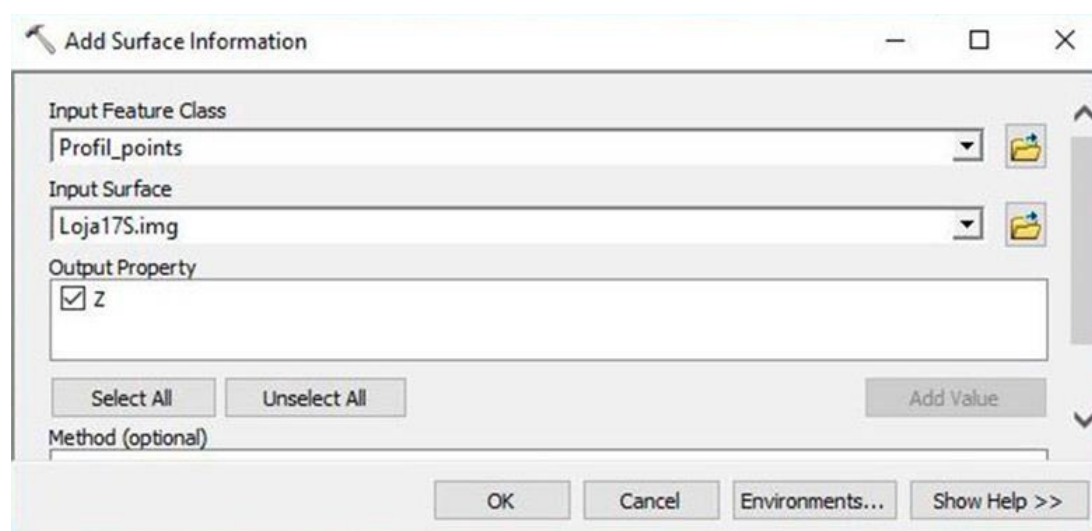 Add Surface Information
Input Feature Class
Profil_points
Input Surface
Loja17S.img
Output Property
Z
Select All Unselect All Add Value
Method (optional)
OK Cancel Environments... Show Help >>